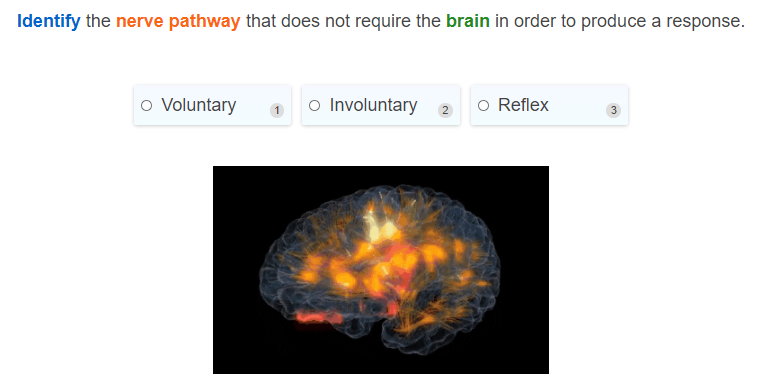 Identify the nerve pathway that does not require the brain in order to produce a response.
Voluntary 1 Involuntary 2 Reflex 3